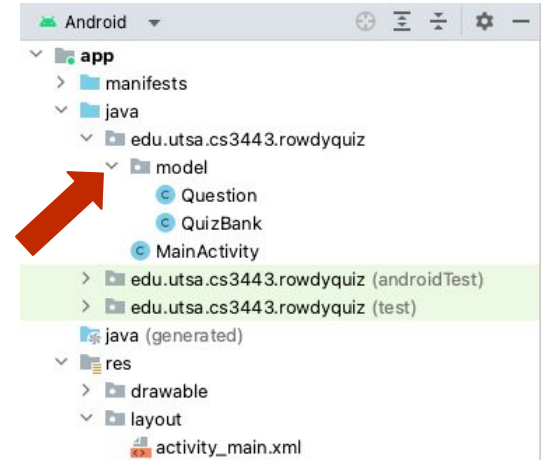 Android
app
manifests
java
edu.utsa.cs3443.rowdyquiz
model
C Question
C QuizBank
C MainActivity
edu.utsa.cs3443.rowdyquiz (androidTest)
edu.utsa.cs3443.rowdyquiz (test)
java (generated)
res
drawable
layout
activity_main.xml